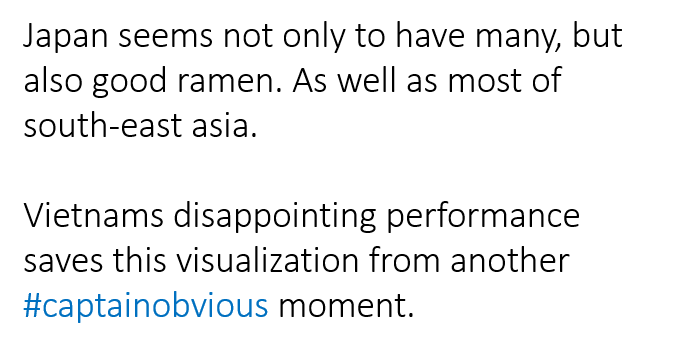 Japan seems not only to have many, but
also good ramen. As well as most of
south-east asia.
Vietnams disappointing performance
saves this visualization from another
#captainobvious moment.